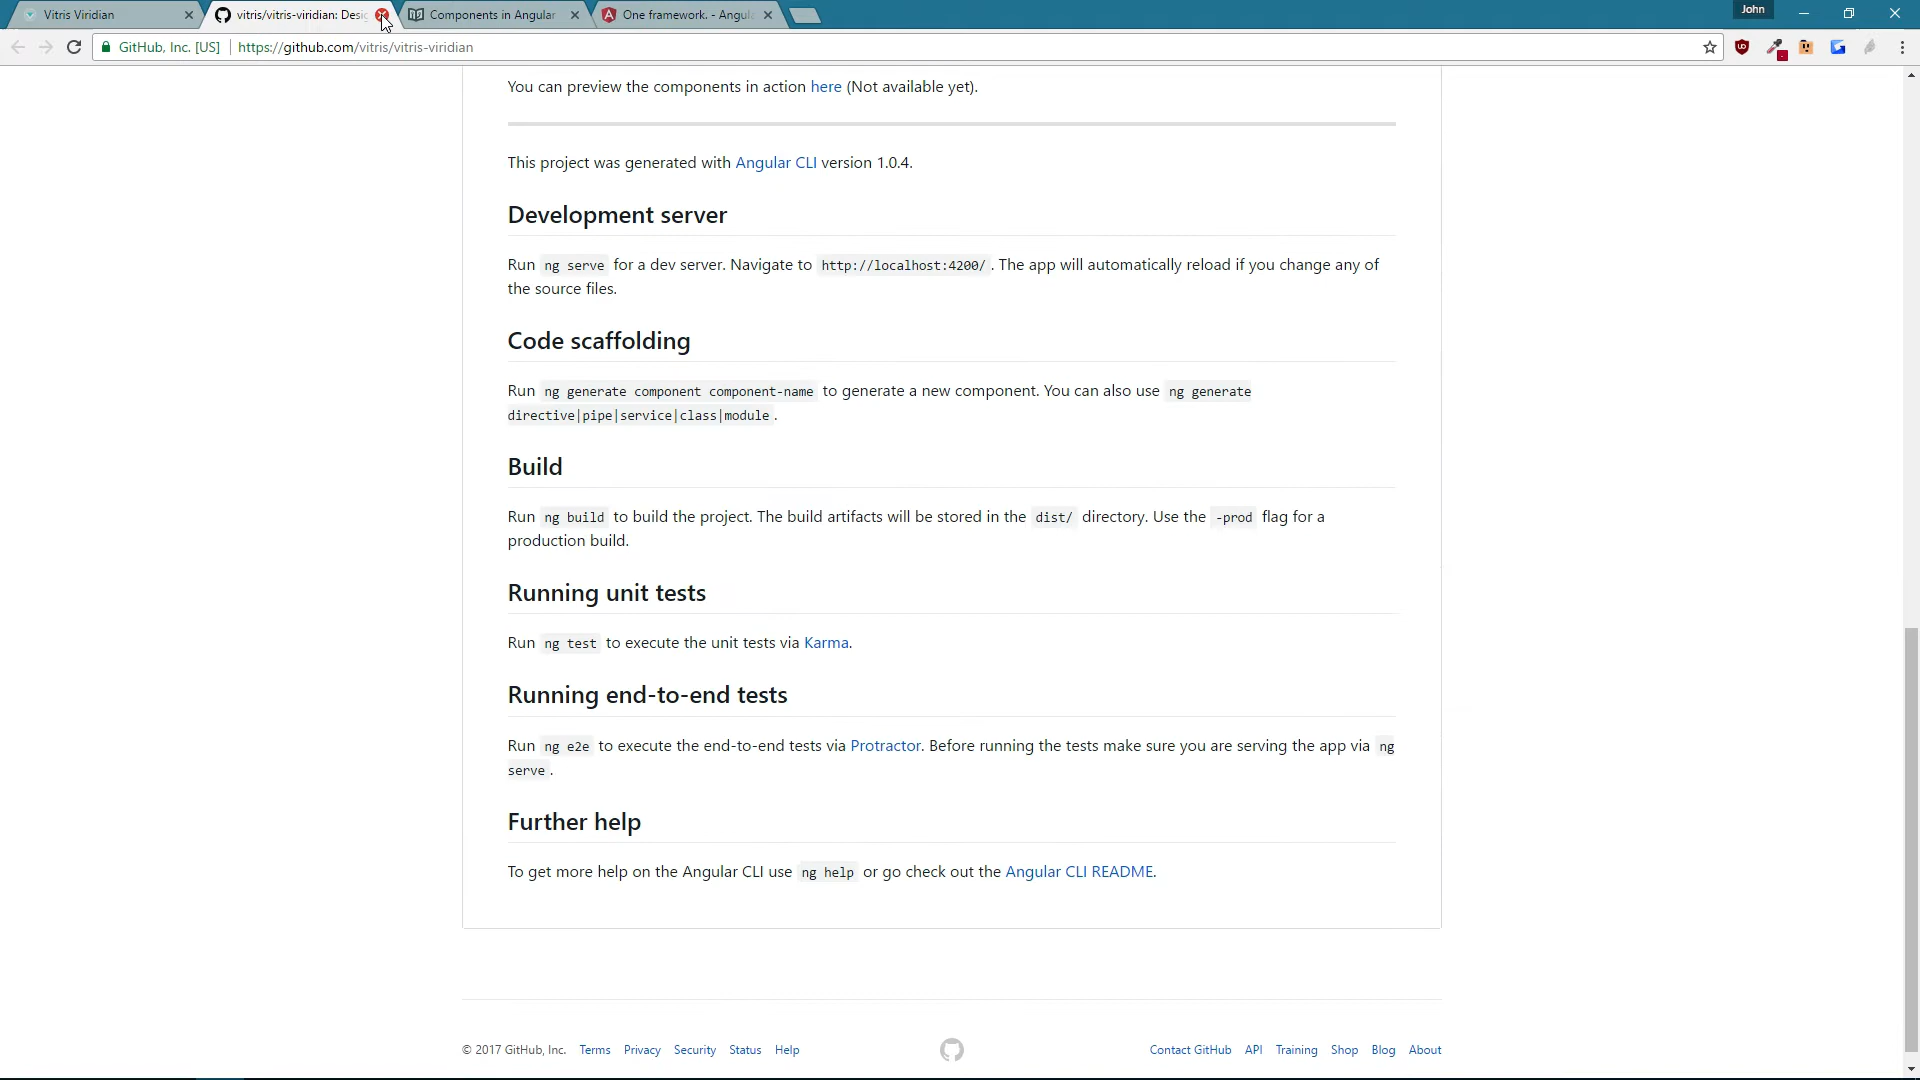 Vitris Viridian
vitris/vitris-viridian: Desig
Components in Angular
One framework. - Angula
John
GitHub, Inc. [US]
https://github.com/vitris/vitris-viridian
You can preview the components in action here (Not available yet).
This project was generated with Angular CLI version 1.0.4.
Development server
Run ng serve for a dev server. Navigate to http://localhost:4200/. The app will automatically reload if you change any of
the source files.
Code scaffolding
Run ng generate component component-name to generate a new component. You can also use ng generate
directive|pipe|service|class|module.
Build
Run ng build to build the project. The build artifacts will be stored in the dist/ directory. Use the -prod flag for a
production build.
Running unit tests
Run ng test to execute the unit tests via Karma.
Running end-to-end tests
Run ng e2e to execute the end-to-end tests via Protractor. Before running the tests make sure you are serving the app via ng
serve.
Further help
To get more help on the Angular CLI use ng help or go check out the Angular CLI README.
© 2017 GitHub, Inc. Terms Privacy Security Status Help
Contact GitHub API Training Shop Blog About